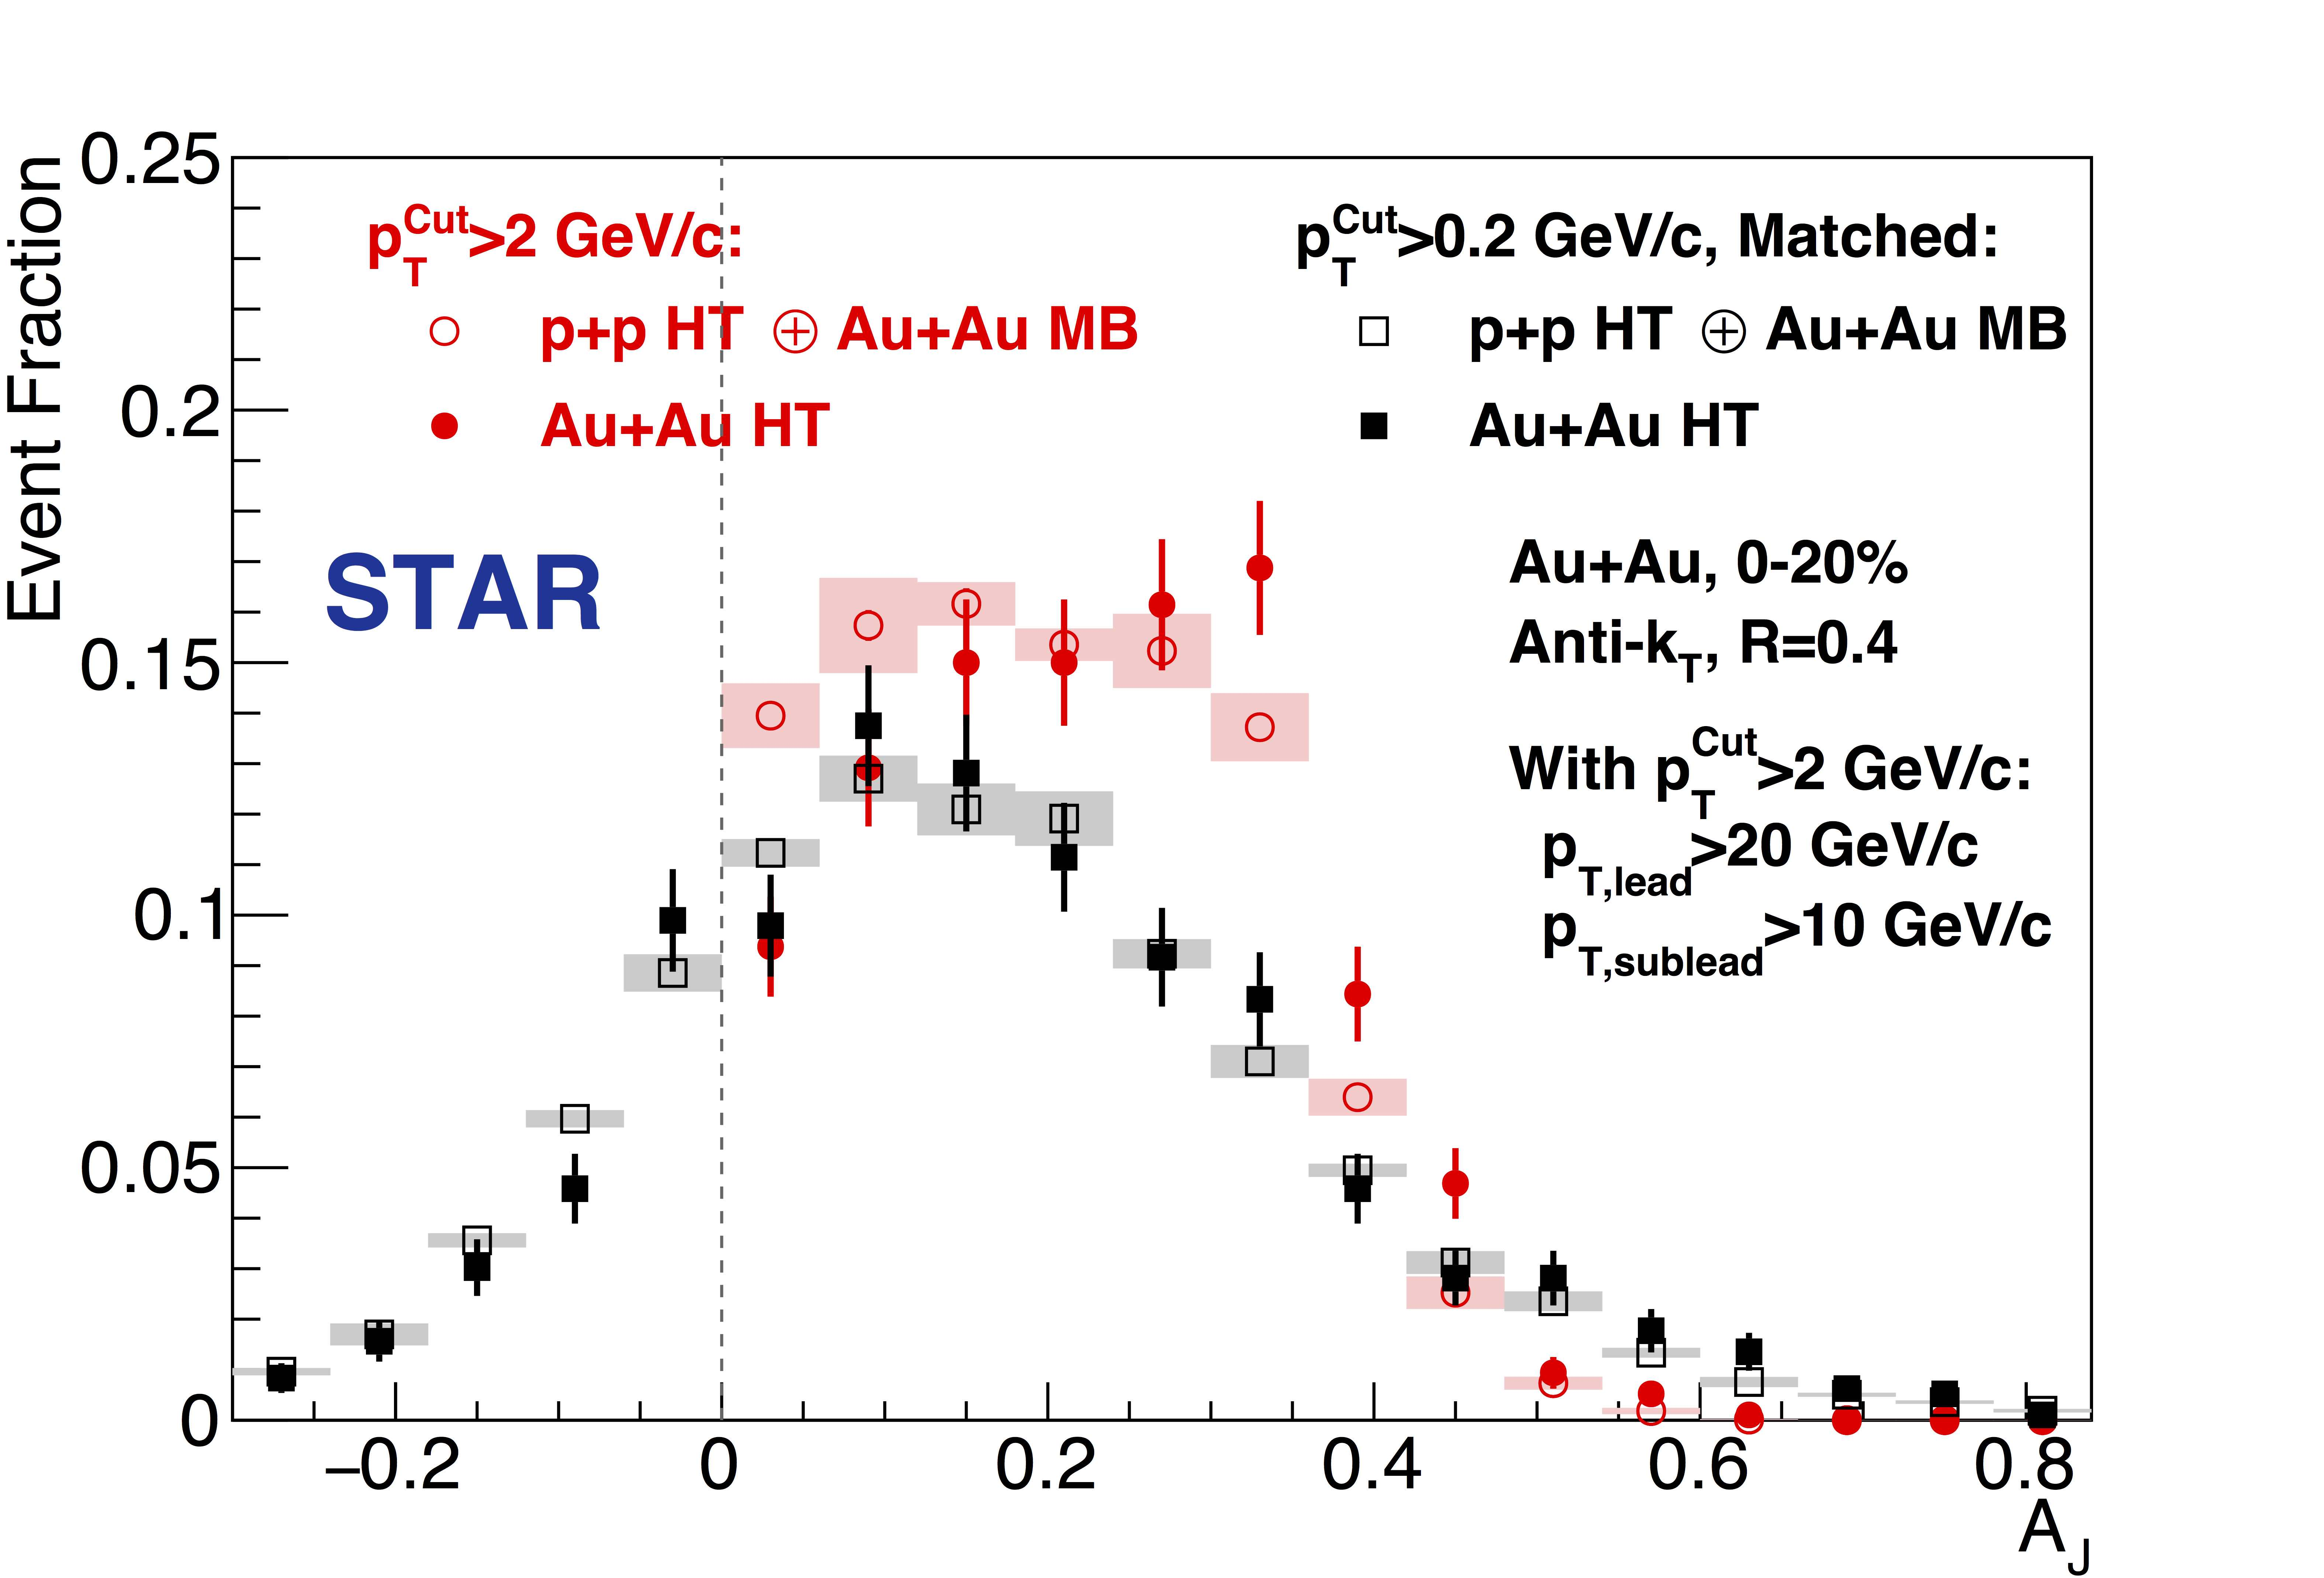 Event Fraction
0.25
0.2
0.15
0.1
0.05
0
p_T^Cut>2 GeV/c:
p+p HT ⊕ Au+Au MB
Au+Au HT
p_T^Cut>0.2 GeV/c, Matched:
p+p HT ⊕ Au+Au MB
Au+Au HT
STAR
Au+Au, 0-20%
Anti-k_T, R=0.4
With p_T^Cut>2 GeV/c:
p_T,lead>20 GeV/c
p_T,sublead>10 GeV/c
−0.2 0 0.2 0.4 0.6 0.8
A_J